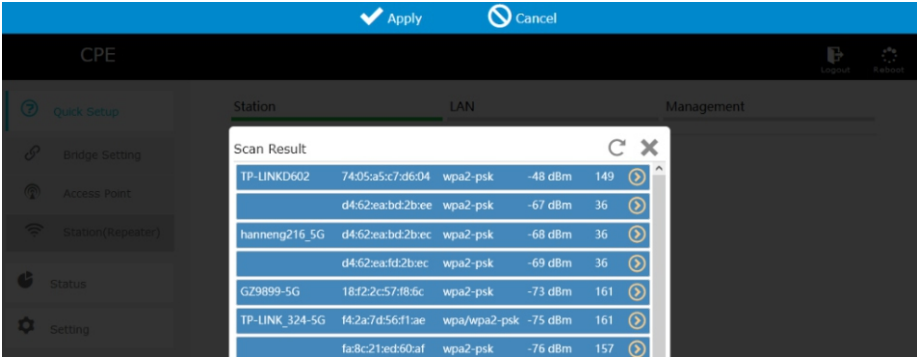 Apply Cancel
CPE
Logout Reboot
Quick Setup
Bridge Setting
Access Point
Station(Repeater)
Status
Setting
Station LAN Management
Scan Result
TP-LINKD602 74:05:a5:c7:d6:04 wpa2-psk -48 dBm 149
d4:62:ea:bd:2b:ee wpa2-psk -67 dBm 36
hanneng216_5G d4:62:ea:bd:2b:ec wpa2-psk -68 dBm 36
d4:62:ea:fd:2b:ec wpa2-psk -69 dBm 36
GZ9899-5G 18:f2:2c:57:f8:6c wpa2-psk -73 dBm 161
TP-LINK_324-5G f4:2a:7d:56:f1:ae wpa/wpa2-psk -75 dBm 161
fa:8c:21:ed:60:af wpa2-psk -76 dBm 157